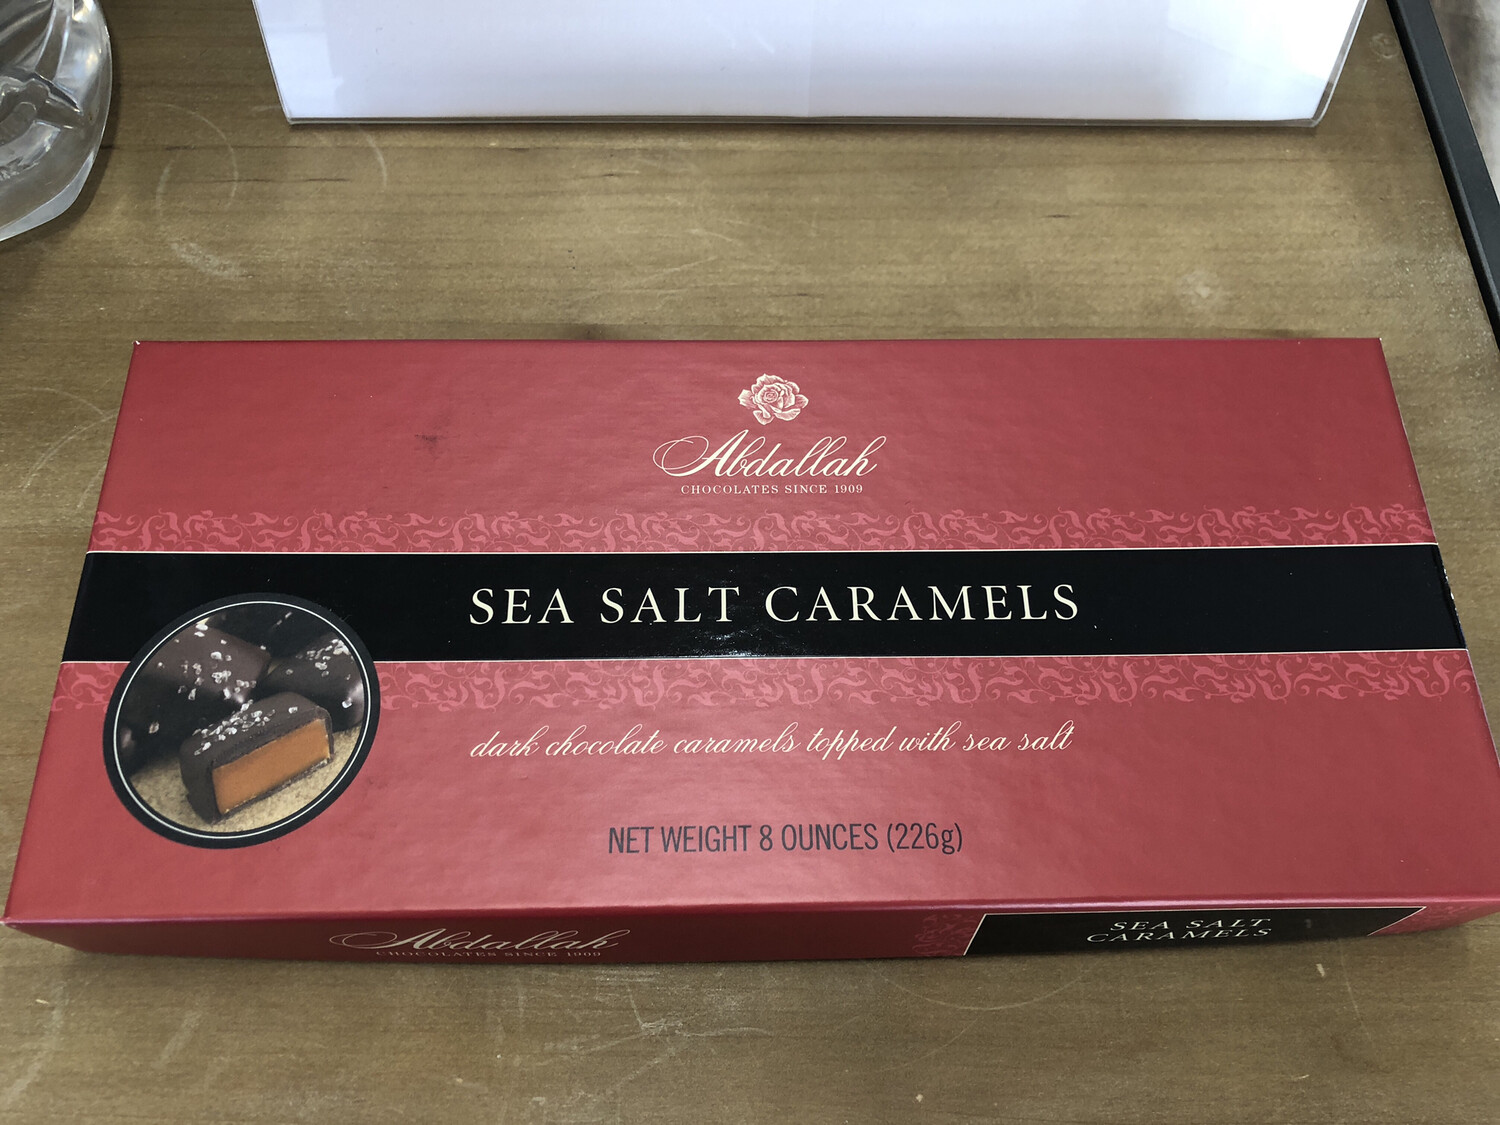 Abdallah
CHOCOLATES SINCE 1909
SEA SALT CARAMELS
dark chocolate caramels topped with sea salt
NET WEIGHT 8 OUNCES (226g)
Abdallah
CHOCOLATES SINCE 1909
SEA SALT
CARAMELS